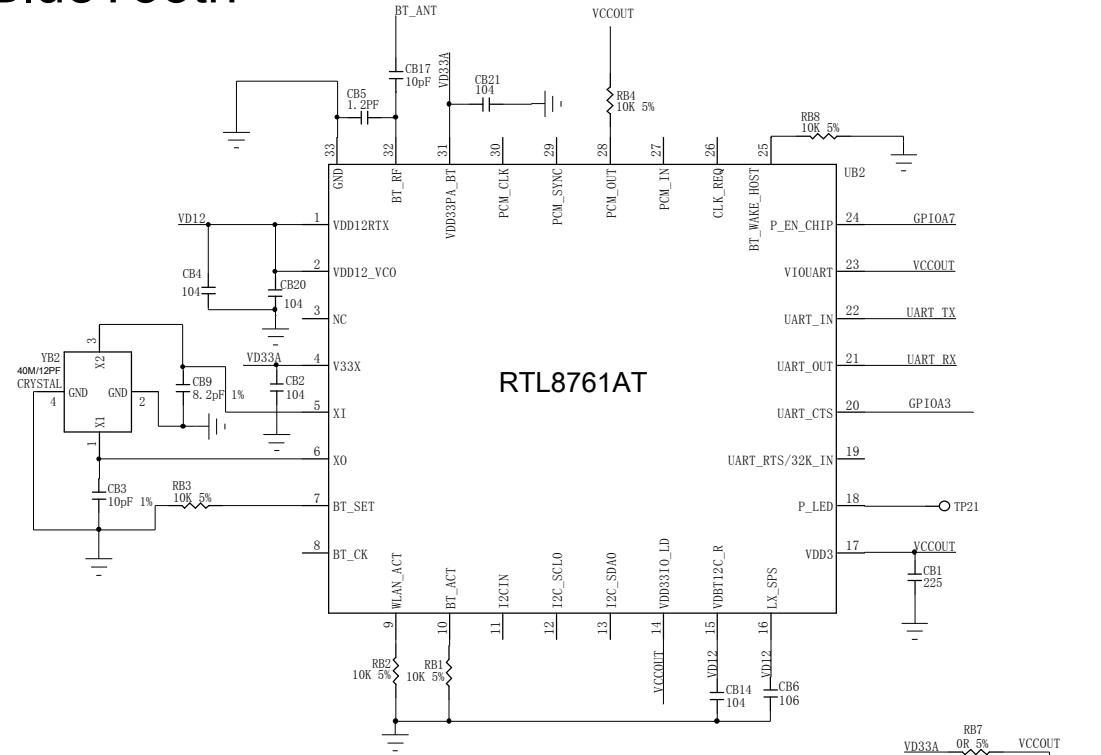 BT_ANT
VCCOUT
CB17
10pF
VD33A
CB21
104
CB5
1.2PF
RB4
10K 5%
RB8
10K 5%
33
32
31
30
29
28
27
26
25
UB2
GND
BT_RF
VDD33PA_BT
PCM_CLK
PCM_SYNC
PCM_OUT
PCM_IN
CLK_REQ
BT_WAKE_HOST
VD12
1
VDD12RTX
P_EN_CHIP
24
GPIOA7
2
VDD12_VCO
VIOUART
23
VCCOUT
CB4
104
CB20
104
3
NC
UART_IN
22
UART_TX
3
YB2
40M/12PF
CRYSTAL
X2
GND
GND
X1
4
2
1
CB9
8.2pF 1%
VD33A
4
V33X
CB2
104
UART_OUT
21
UART_RX
RTL8761AT
5
XI
UART_CTS
20
GPIOA3
6
XO
UART_RTS/32K_IN
19
CB3
10pF 1%
RB3
10K 5%
7
BT_SET
P_LED
18
TP21
8
BT_CK
VDD3
17
VCCOUT
CB1
225
WLAN_ACT
BT_ACT
I2CIN
I2C_SCLO
I2C_SDAO
VDD33IO_LD
VDBT12C_R
LX_SPS
9
10
11
12
13
14
15
16
RB2
10K 5%
RB1
10K 5%
VCCOUT
VD12
VD12
CB14
104
CB6
106
RB7
VD33A
0R 5%
VCCOUT